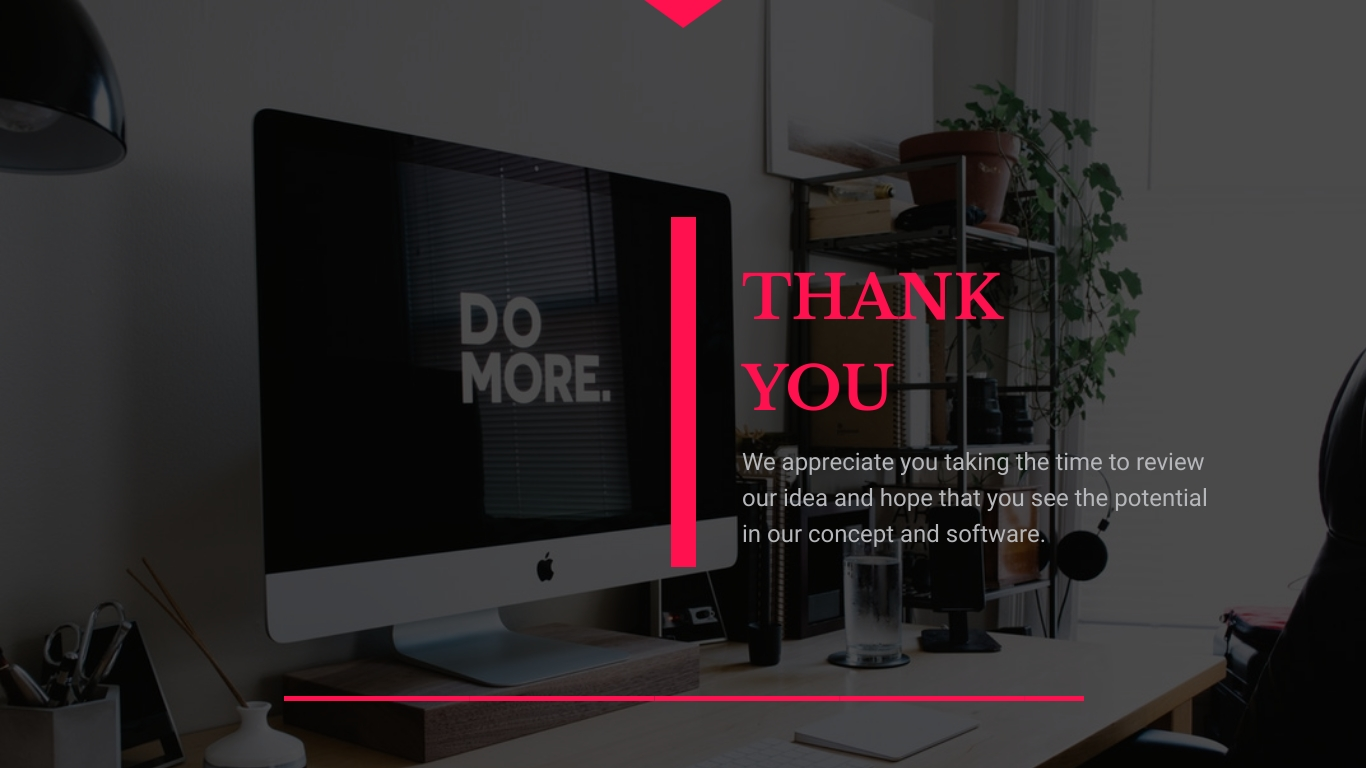 DO
MORE.
THANK
YOU
We appreciate you taking the time to review
our idea and hope that you see the potential
in our concept and software.